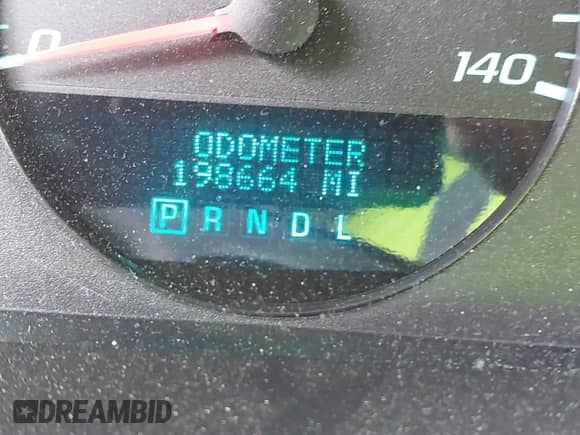 0
140
ODOMETER
198664 MI
P R N D L
DREAMBID